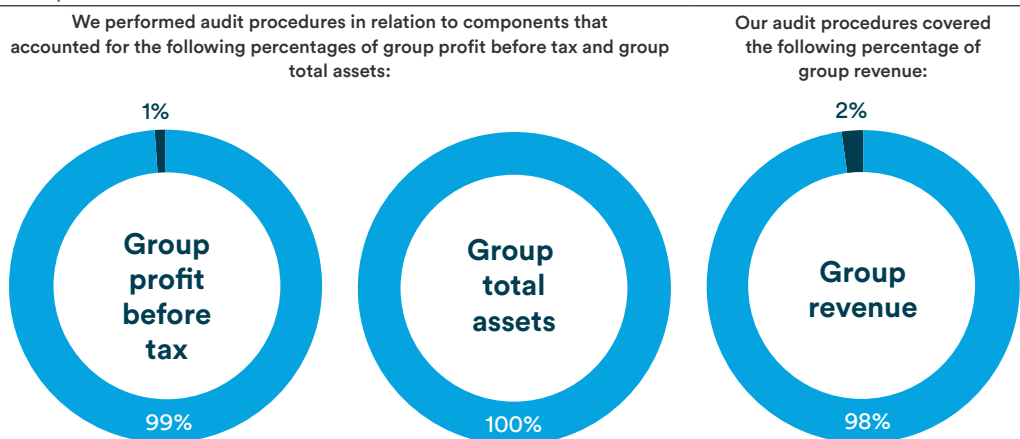 We performed audit procedures in relation to components that
accounted for the following percentages of group profit before tax and group
total assets:
Our audit procedures covered
the following percentage of
group revenue:
1%
Group
profit
before
tax
99%
Group
total
assets
100%
2%
Group
revenue
98%